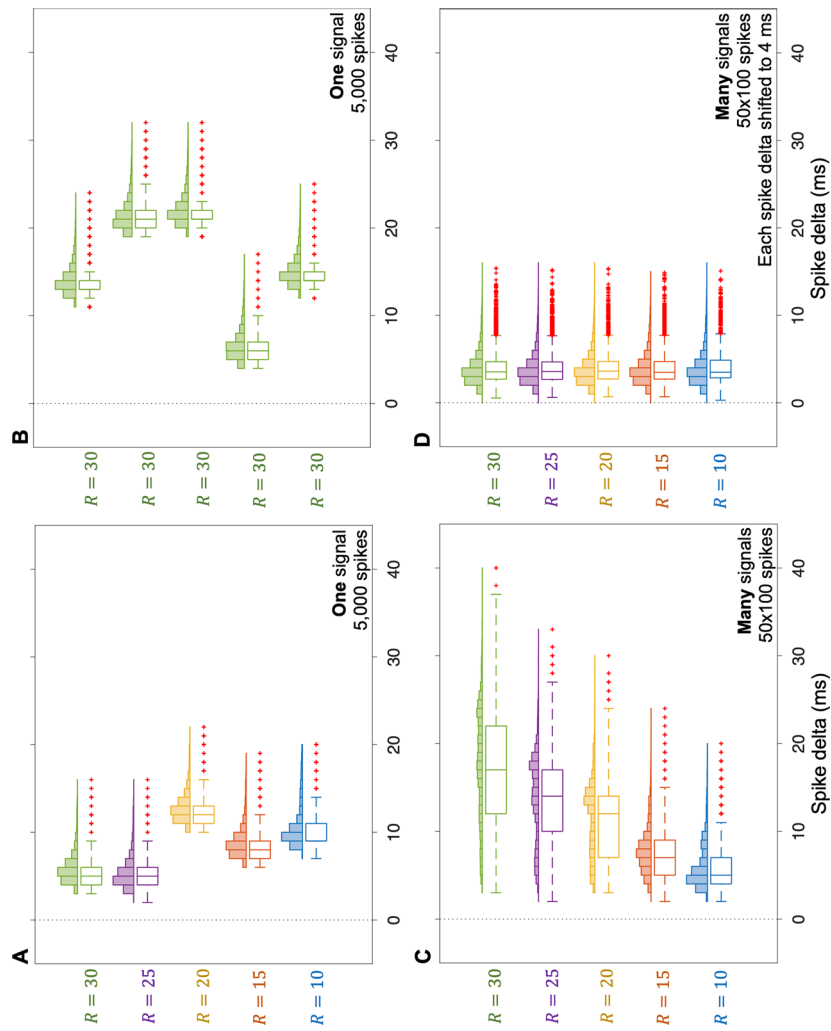 A
R = 30
R = 25
R = 20
R = 15
R = 10
One signal
5,000 spikes
0 10 20 30 40
B
R = 30
R = 30
R = 30
R = 30
R = 30
One signal
5,000 spikes
0 10 20 30 40
C
R = 30
R = 25
R = 20
R = 15
R = 10
Many signals
50x100 spikes
0 10 20 30 40
Spike delta (ms)
D
R = 30
R = 25
R = 20
R = 15
R = 10
Many signals
50x100 spikes
Each spike delta shifted to 4 ms
0 10 20 30 40
Spike delta (ms)